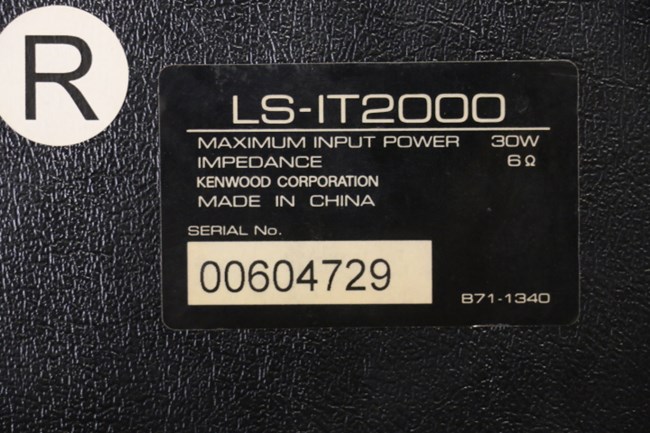 R
LS-IT2000
MAXIMUM INPUT POWER 30W
IMPEDANCE 6Ω
KENWOOD CORPORATION
MADE IN CHINA
SERIAL No.
00604729
B71-1340